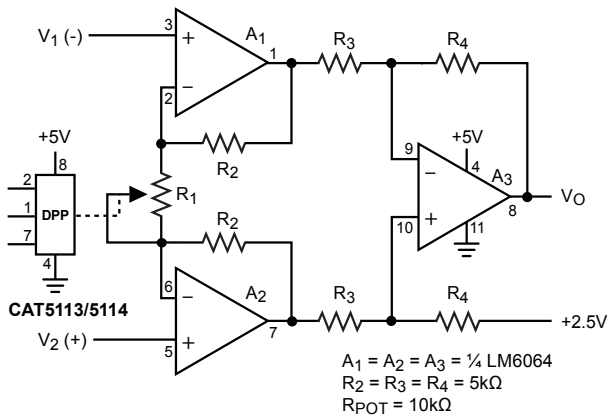 V1 (-)
3
+
A1
1
2
−
R3
R4
+5V
8
R2
2
1
7
DPP
4
R1
CAT5113/5114
R2
9
−
+5V
4
A3
8
VO
10
+
11
6
−
A2
7
V2 (+)
5
+
R3
R4
+2.5V
A1 = A2 = A3 = ¼ LM6064
R2 = R3 = R4 = 5kΩ
RPOT = 10kΩ